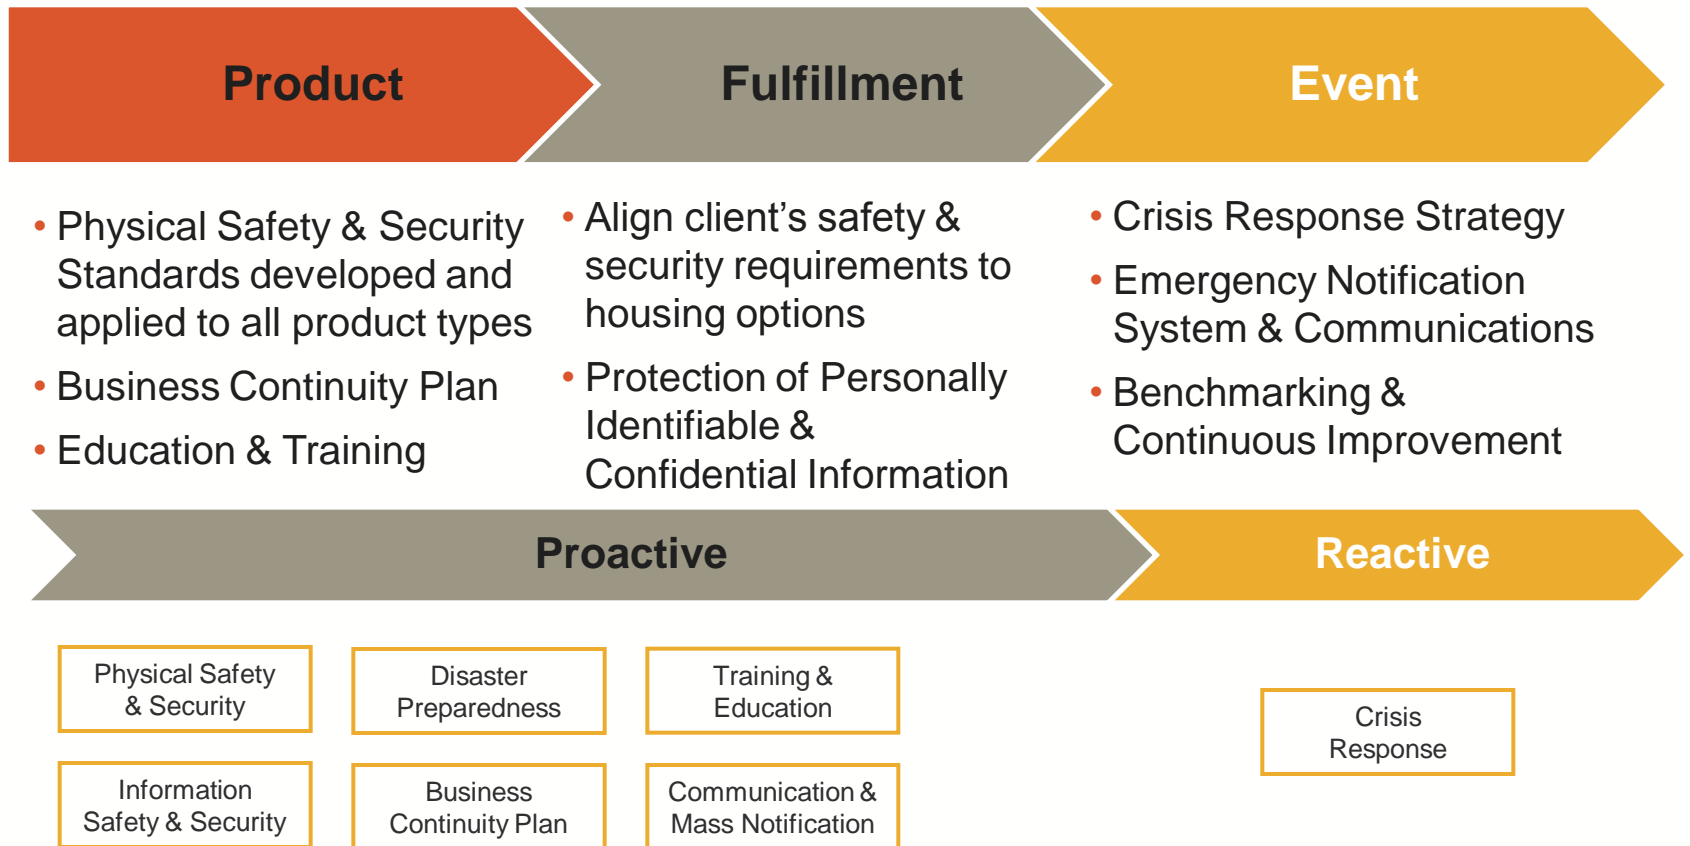 Product
Fulfillment
Event
• Physical Safety & Security
Standards developed and
applied to all product types
• Business Continuity Plan
• Education & Training
• Align client’s safety &
security requirements to
housing options
• Protection of Personally
Identifiable &
Confidential Information
• Crisis Response Strategy
• Emergency Notification
System & Communications
• Benchmarking &
Continuous Improvement
Proactive
Reactive
Physical Safety
& Security
Disaster
Preparedness
Training &
Education
Crisis
Response
Information
Safety & Security
Business
Continuity Plan
Communication &
Mass Notification